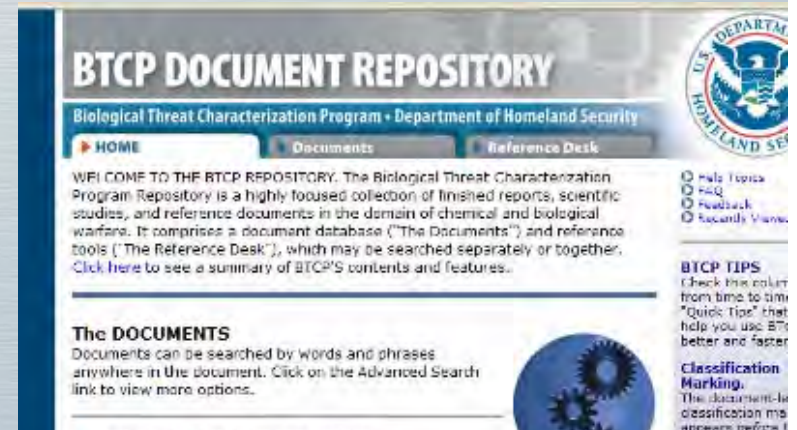 BTCP DOCUMENT REPOSITORY
Biological Threat Characterization Program • Department of Homeland Security
HOME
Documents
Reference Desk
WELCOME TO THE BTCP REPOSITORY. The Biological Threat Characterization
Program Repository is a highly focused collection of finished reports, scientific
studies, and reference documents in the domain of chemical and biological
warfare. It comprises a document database ("The Documents") and reference
tools ("The Reference Desk"), which may be searched separately or together.
Click here to see a summary of BTCP'S contents and features.
The DOCUMENTS
Documents can be searched by words and phrases
anywhere in the document. Click on the Advanced Search
link to view more options.
U.S. DEPARTM
HOMELAND SEC
Help Topics
FAQ
Feedback
Recently Viewed
BTCP TIPS
Check this colum
from time to time
"Quick Tips" that
help you use BTC
better and faster
Classification
Marking.
The document-le
classification ma
appears before t